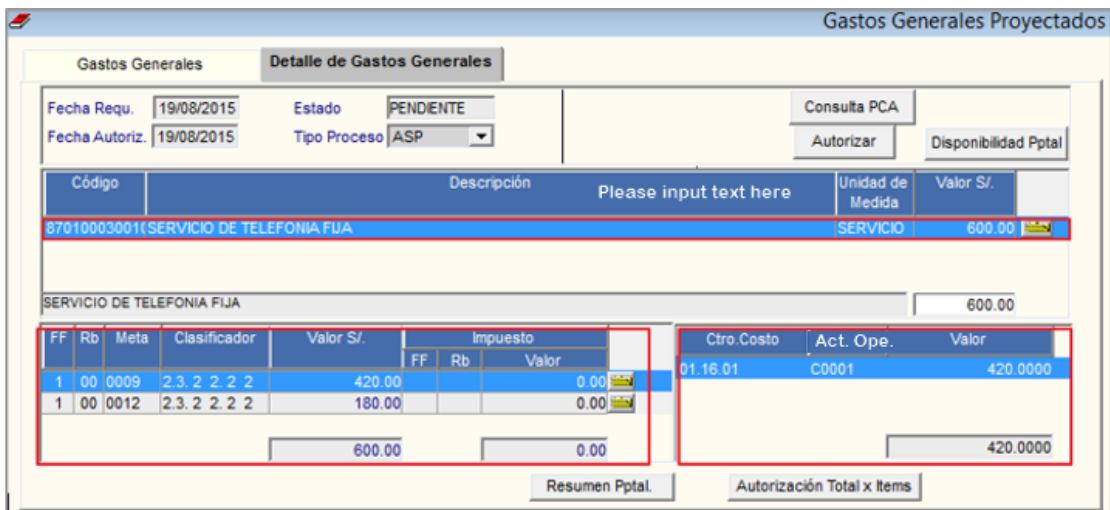 Gastos Generales Proyectados
Gastos Generales Detalle de Gastos Generales
Fecha Requ. 19/08/2015 Estado PENDIENTE Consulta PCA
Fecha Autoriz. 19/08/2015 Tipo Proceso ASP Autorizar Disponibilidad Pptal
Código Descripción Please input text here Unidad de Medida Valor S/.
870100030010 SERVICIO DE TELEFONIA FIJA SERVICIO 600.00
SERVICIO DE TELEFONIA FIJA 600.00
FF Rb Meta Clasificador Valor S/. Impuesto Ctro.Costo Act. Ope. Valor
FF Rb Valor
1 00 0009 2.3. 2 2. 2 2 420.00 0.00 01.16.01 C0001 420.0000
1 00 0012 2.3. 2 2. 2 2 180.00 0.00
600.00 0.00 420.0000
Resumen Pptal. Autorización Total x Items